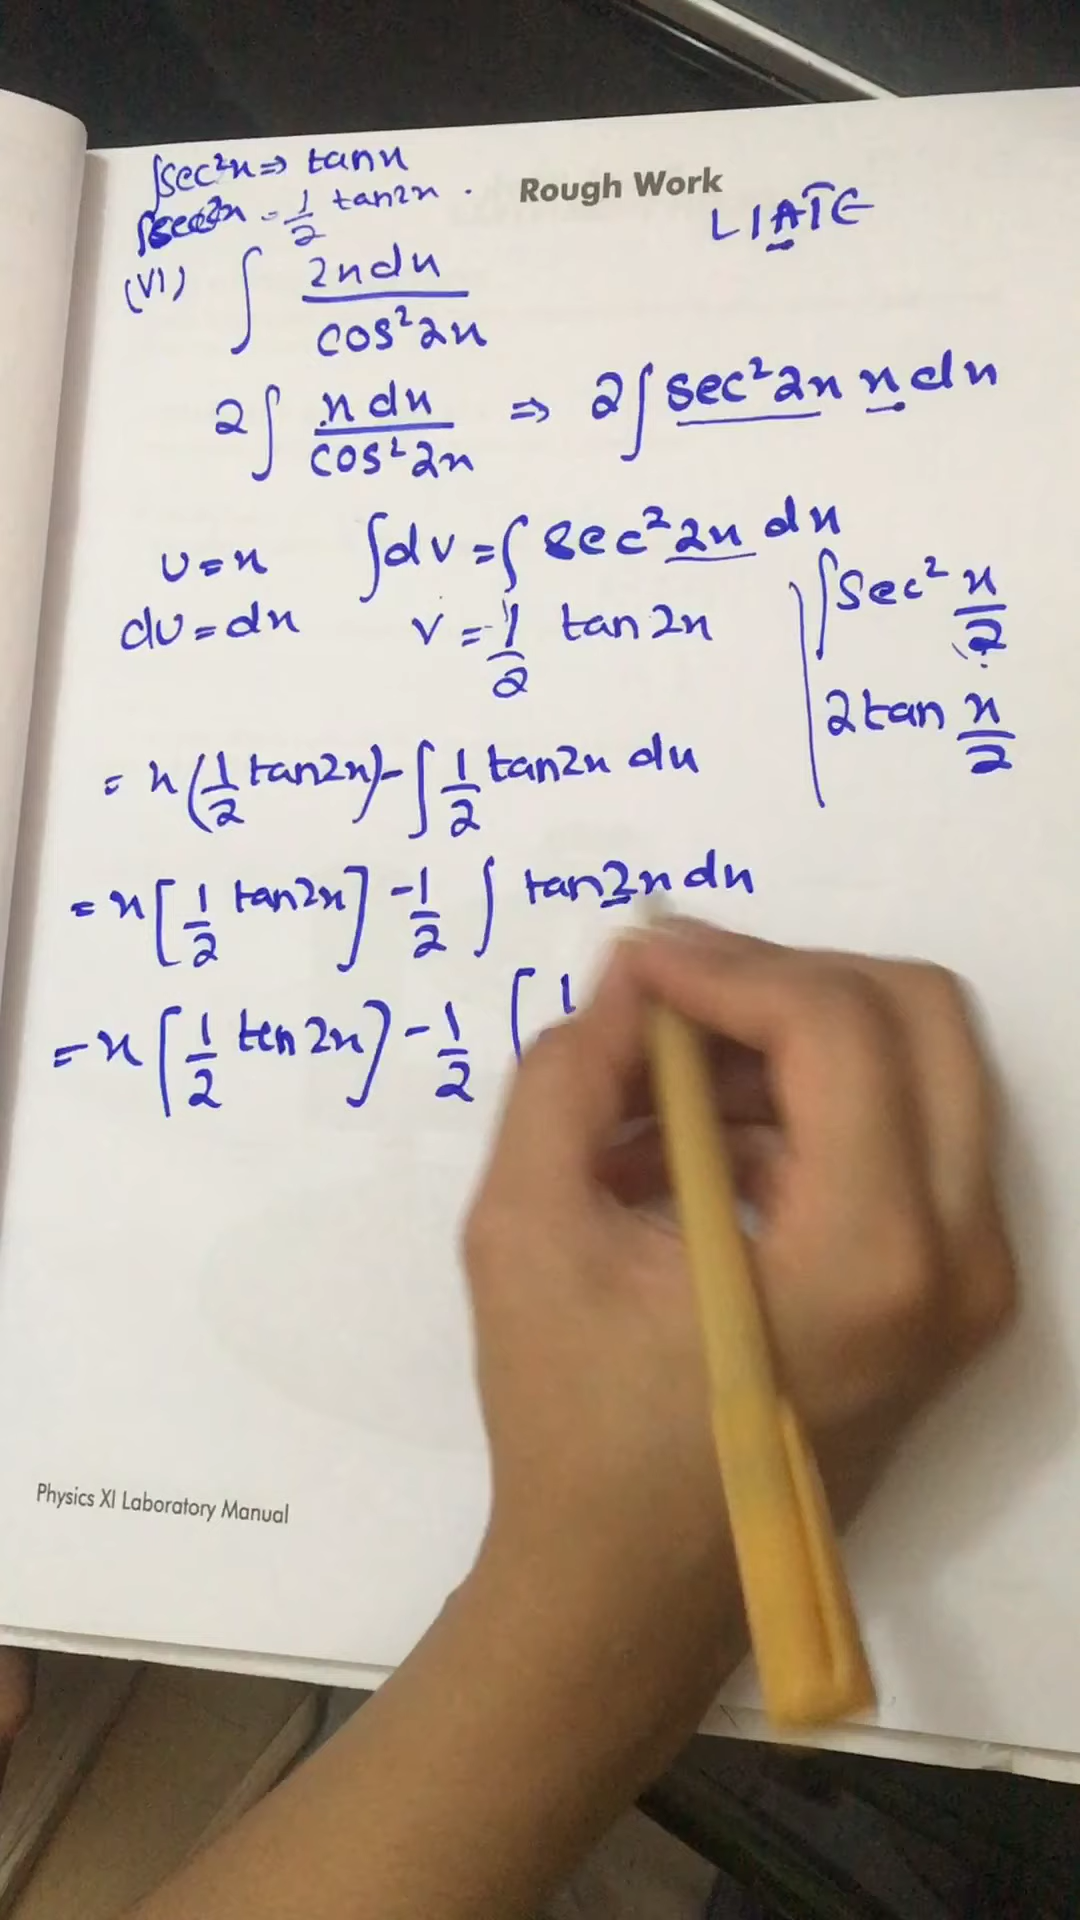 ∫sec²x ⇒ tanx
∫sec²2x = 1/2 tan2x .
Rough Work
LIATE
(VI) ∫ 2xdx / cos²2x
2∫ xdx / cos²2x ⇒ 2∫ sec²2x x dx
U = x ∫dv = ∫ sec²2x dx
dU = dx v = 1/2 tan2x
∫Sec² x/2
2tan x/2
= x(1/2 tan2x) - ∫ 1/2 tan2x dx
= x[1/2 tan2x] - 1/2 ∫ tan2x dx
= x[1/2 tan 2x] - 1/2 [1
Physics XI Laboratory Manual